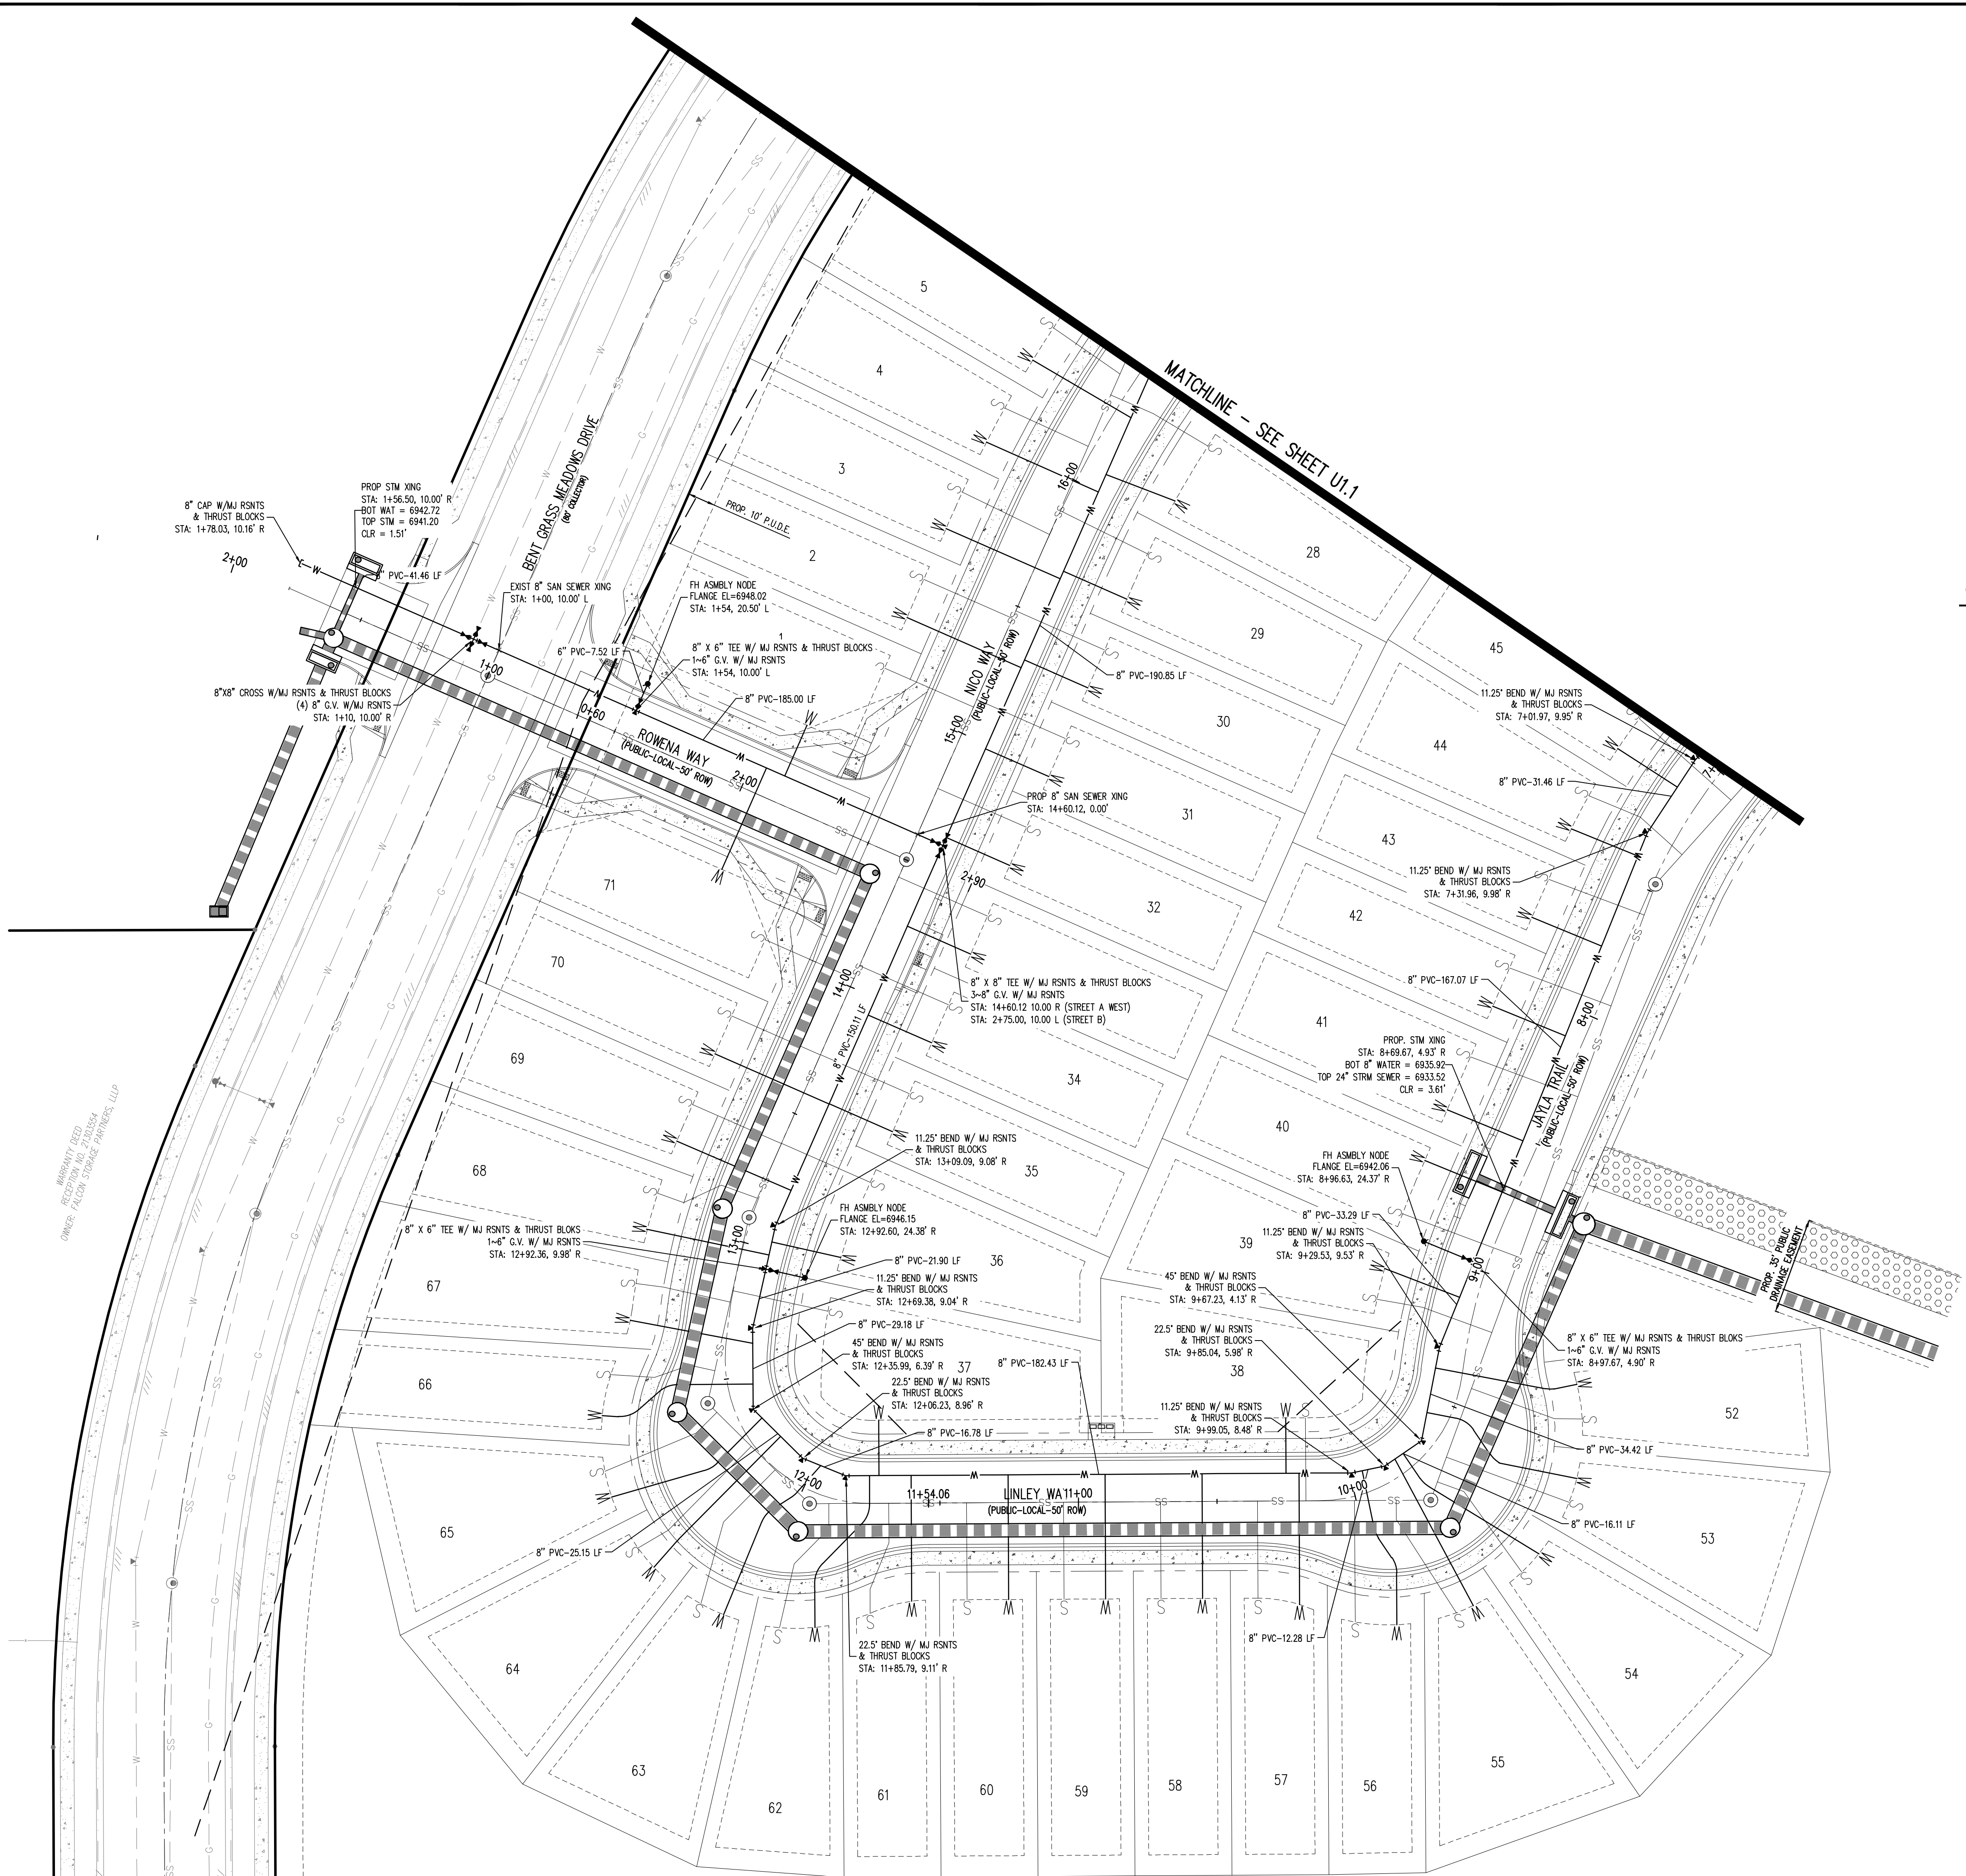 MATCHLINE - SEE SHEET U1.1
8" CAP W/MJ RSNTS
& THRUST BLOCKS
STA: 1+78.03, 10.16' R
2+00
PROP STM XING
STA: 1+56.50, 10.00' R
BOT WAT = 6942.72
TOP STM = 6941.20
CLR = 1.51'
8" PVC-41.46 LF
BENT GRASS MEADOWS DRIVE
(80' COLLECTOR)
EXIST 8" SAN SEWER XING
STA: 1+00, 10.00' L
1+00
8"X8" CROSS W/MJ RSNTS & THRUST BLOCKS
(4) 8" G.V. W/MJ RSNTS
STA: 1+10, 10.00' R
PROP. 10' P.U.D.E.
FH ASMBLY NODE
FLANGE EL=6948.02
STA: 1+54, 20.50' L
6" PVC-7.52 LF
8" X 6" TEE W/ MJ RSNTS & THRUST BLOCKS
1~6" G.V. W/ MJ RSNTS
STA: 1+54, 10.00' L
8" PVC-185.00 LF
0+60
ROWENA WAY
(PUBLIC-LOCAL-50' ROW)
2+00
5
4
3
2
1
16+00
NICO WAY
(PUBLIC-LOCAL-50' ROW)
15+00
8" PVC-190.85 LF
PROP 8" SAN SEWER XING
STA: 14+60.12, 0.00'
2+90
8" X 8" TEE W/ MJ RSNTS & THRUST BLOCKS
3~8" G.V. W/ MJ RSNTS
STA: 14+60.12 10.00 R (STREET A WEST)
STA: 2+75.00, 10.00 L (STREET B)
14+00
8" PVC-150.11 LF
28
29
30
31
32
34
35
36
37
38
39
40
41
42
43
44
45
11.25° BEND W/ MJ RSNTS
& THRUST BLOCKS
STA: 7+01.97, 9.95' R
8" PVC-31.46 LF
11.25° BEND W/ MJ RSNTS
& THRUST BLOCKS
STA: 7+31.96, 9.98' R
8" PVC-167.07 LF
8+00
JAYLA TRAIL
(PUBLIC-LOCAL-50' ROW)
PROP. STM XING
STA: 8+69.67, 4.93' R
BOT 8" WATER = 6935.92
TOP 24" STRM SEWER = 6933.52
CLR = 3.61'
FH ASMBLY NODE
FLANGE EL=6942.06
STA: 8+96.63, 24.37' R
8" PVC-33.29 LF
11.25° BEND W/ MJ RSNTS
& THRUST BLOCKS
STA: 9+29.53, 9.53' R
9+00
45° BEND W/ MJ RSNTS
& THRUST BLOCKS
STA: 9+67.23, 4.13' R
22.5° BEND W/ MJ RSNTS
& THRUST BLOCKS
STA: 9+85.04, 5.98' R
11.25° BEND W/ MJ RSNTS
& THRUST BLOCKS
STA: 9+99.05, 8.48' R
8" X 6" TEE W/ MJ RSNTS & THRUST BLOKS
1~6" G.V. W/ MJ RSNTS
STA: 8+97.67, 4.90' R
PROP. 35' PUBLIC
DRAINAGE EASEMENT
8" PVC-34.42 LF
8" PVC-16.11 LF
8" PVC-12.28 LF
8" PVC-182.43 LF
10+00
LINLEY WA
11+00
(PUBLIC-LOCAL-50' ROW)
11+54.06
12+00
8" PVC-16.78 LF
22.5° BEND W/ MJ RSNTS
& THRUST BLOCKS
STA: 12+06.23, 8.96' R
45° BEND W/ MJ RSNTS
& THRUST BLOCKS
STA: 12+35.99, 6.39' R
8" PVC-29.18 LF
11.25° BEND W/ MJ RSNTS
& THRUST BLOCKS
STA: 12+69.38, 9.04' R
8" PVC-21.90 LF
FH ASMBLY NODE
FLANGE EL=6946.15
STA: 12+92.60, 24.38' R
11.25° BEND W/ MJ RSNTS
& THRUST BLOCKS
STA: 13+09.09, 9.08' R
13+00
8" X 6" TEE W/ MJ RSNTS & THRUST BLOKS
1~6" G.V. W/ MJ RSNTS
STA: 12+92.36, 9.98' R
8" PVC-25.15 LF
22.5° BEND W/ MJ RSNTS
& THRUST BLOCKS
STA: 11+85.79, 9.11' R
WARRANTY DEED
RECEPTION NO. 21303554
OWNER: FALCON STORAGE PARTNERS, LLLP
71
70
69
68
67
66
65
64
63
62
61
60
59
58
57
56
55
54
53
52